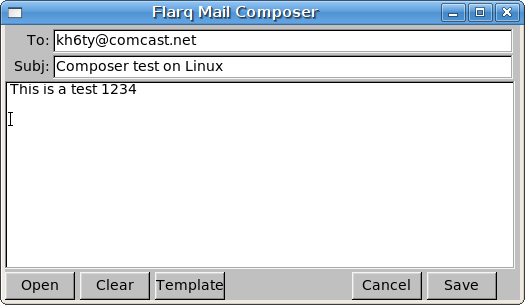 Flarq Mail Composer
To: kh6ty@comcast.net
Subj: Composer test on Linux
This is a test 1234
Open Clear Template Cancel Save